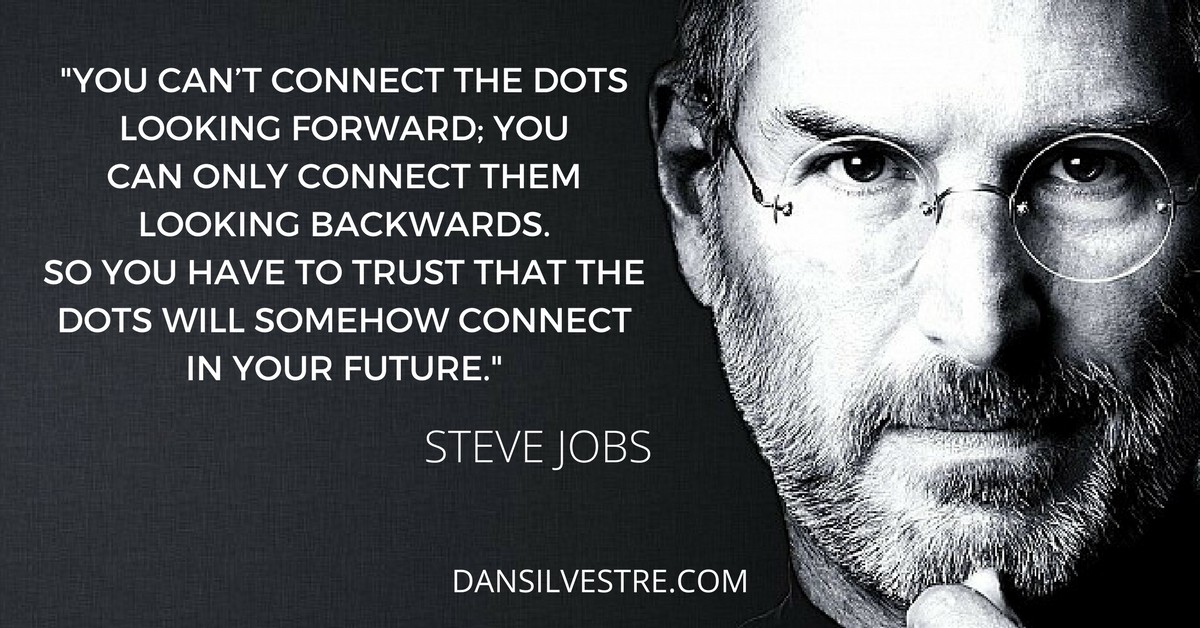 "YOU CAN’T CONNECT THE DOTS
LOOKING FORWARD; YOU
CAN ONLY CONNECT THEM
LOOKING BACKWARDS.
SO YOU HAVE TO TRUST THAT THE
DOTS WILL SOMEHOW CONNECT
IN YOUR FUTURE."
STEVE JOBS
DANSILVESTRE.COM